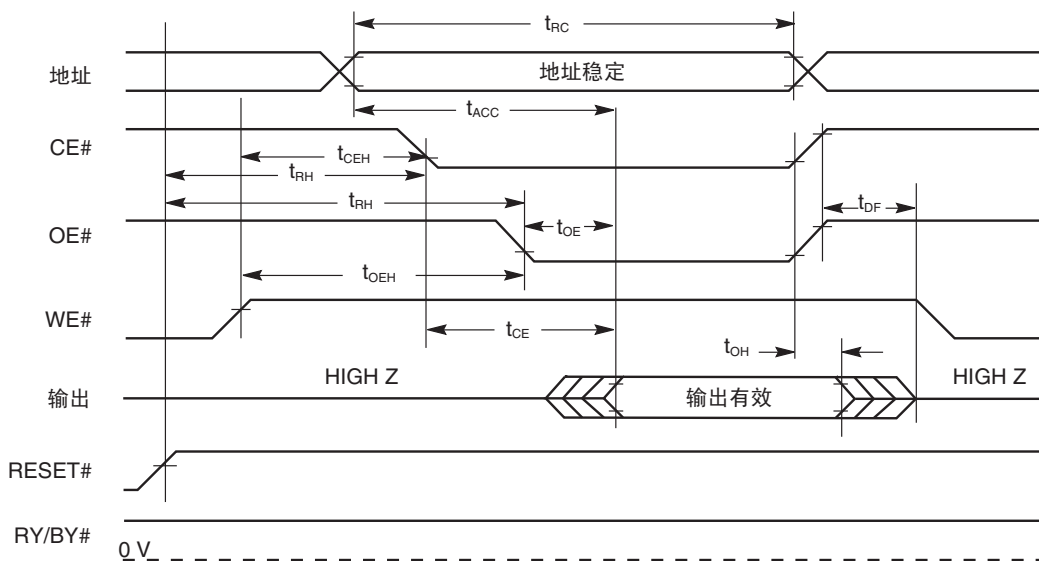 tRC
地址
地址稳定
tACC
CE#
tCEH
tRH
tRH
OE#
tOE
tDF
tOEH
WE#
tCE
tOH
HIGH Z
HIGH Z
输出
输出有效
RESET#
RY/BY#
0 V